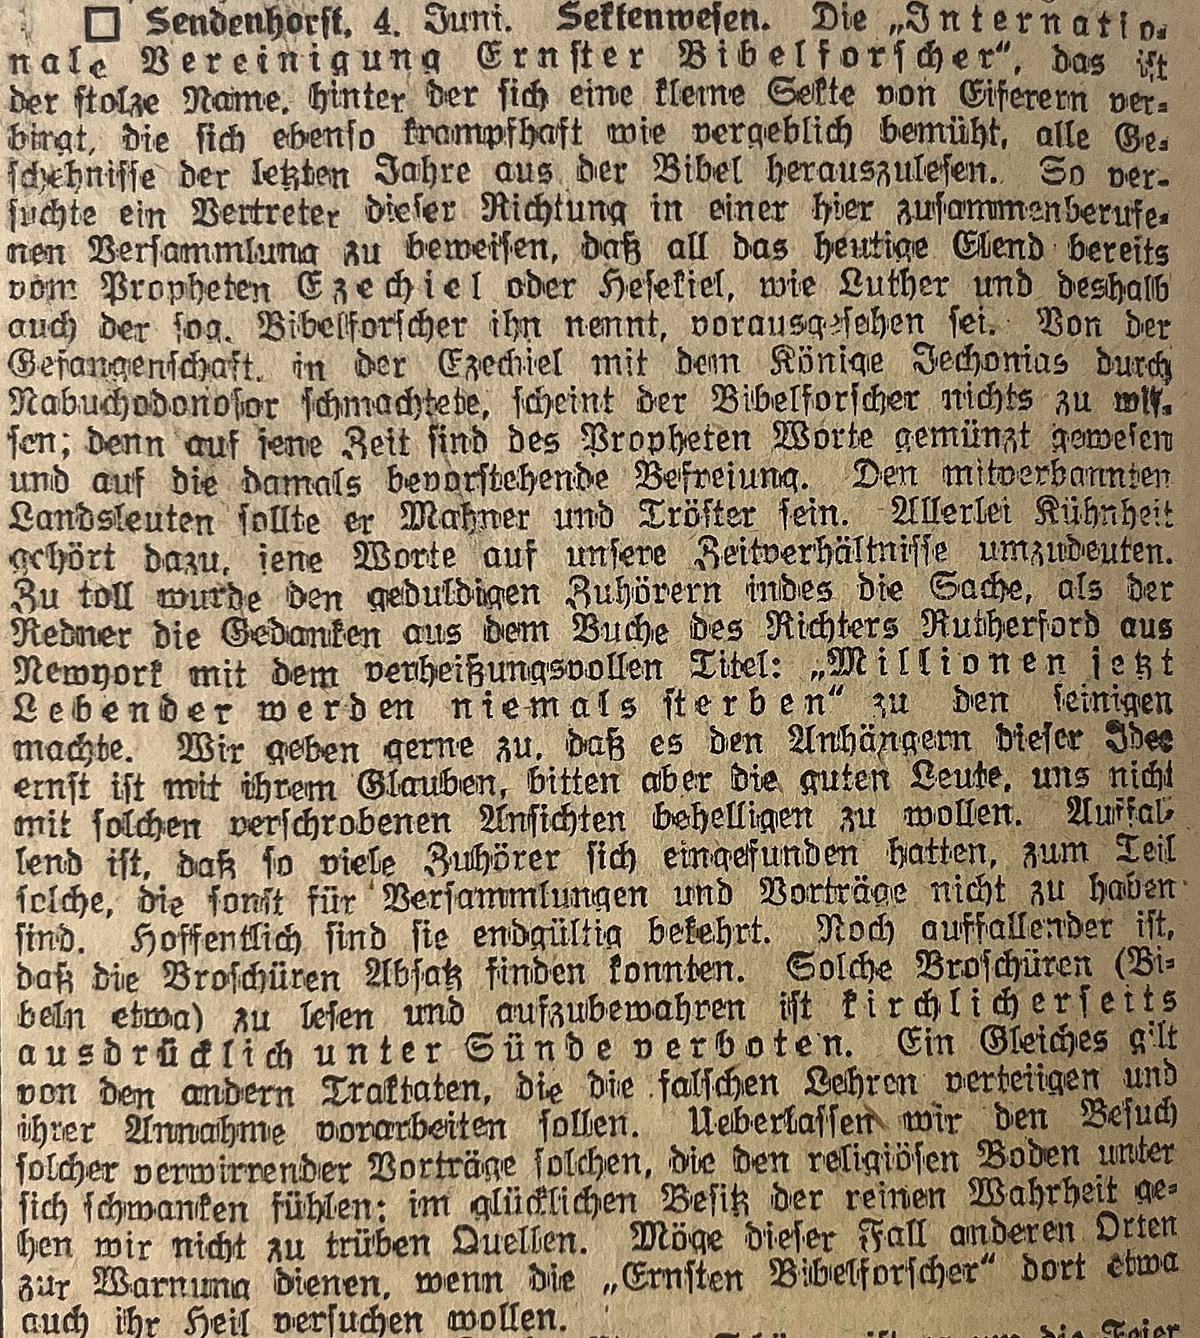 □ Sendenhorst, 4. Juni. Sektenwesen. Die „Internatio-
nale Vereinigung Ernster Bibelforscher“, das ist
der stolze Name, hinter der sich eine kleine Sekte von Eiferern ver-
birgt, die sich ebenso krampfhaft wie vergeblich bemüht, alle Ge-
schehnisse der letzten Jahre aus der Bibel herauszulesen. So ver-
suchte ein Vertreter dieser Richtung in einer hier zusammenberufe-
nen Versammlung zu beweisen, daß all das heutige Elend bereits
vom Propheten Ezechiel oder Hesekiel, wie Luther und deshalb
auch der sog. Bibelforscher ihn nennt, vorausgesehen sei. Von der
Gefangenschaft, in der Ezechiel mit dem Könige Jechonias durch
Nabuchodonosor schmachtete, scheint der Bibelforscher nichts zu wis-
sen; denn auf jene Zeit sind des Propheten Worte gemünzt gewesen
und auf die damals bevorstehende Befreiung. Den mitverbannten
Landsleuten sollte er Mahner und Tröster sein. Allerlei Kühnheit
gehört dazu, jene Worte auf unsere Zeitverhältnisse umzudeuten.
Zu toll wurde den geduldigen Zuhörern indes die Sache, als der
Redner die Gedanken aus dem Buche des Richters Rutherford aus
Newyork mit dem verheißungsvollen Titel: „Millionen jetzt
Lebender werden niemals sterben“ zu den seinigen
machte. Wir geben gerne zu, daß es den Anhängern dieser Idee
ernst ist mit ihrem Glauben, bitten aber die guten Leute, uns nicht
mit solchen verschrobenen Ansichten behelligen zu wollen. Auffal-
lend ist, daß so viele Zuhörer sich eingefunden hatten, zum Teil
solche, die sonst für Versammlungen und Vorträge nicht zu haben
sind. Hoffentlich sind sie endgültig bekehrt. Noch auffallender ist,
daß die Broschüren Absatz finden konnten. Solche Broschüren (Bi-
beln etwa) zu lesen und aufzubewahren ist kirchlicherseits
ausdrücklich unter Sünde verboten. Ein Gleiches gilt
von den andern Traktaten, die die falschen Lehren verteiigen und
ihrer Annahme vorarbeiten sollen. Ueberlassen wir den Besuch
solcher verwirrender Vorträge solchen, die den religiösen Boden unter
sich schwanken fühlen; im glücklichen Besitz der reinen Wahrheit ge-
hen wir nicht zu trüben Quellen. Möge dieser Fall anderen Orten
zur Warnung dienen, wenn die „Ernsten Bibelforscher“ dort etwa
auch ihr Heil versuchen wollen.
die Feier